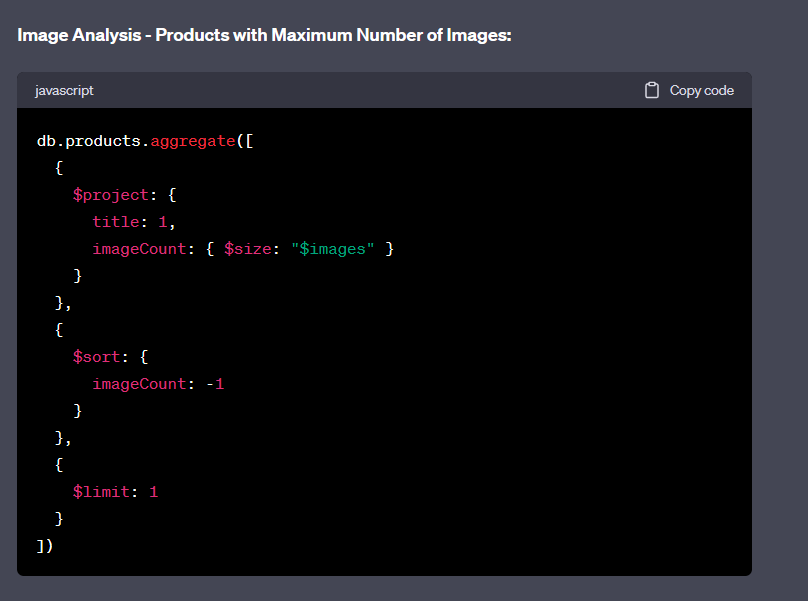 Image Analysis - Products with Maximum Number of Images:
javascript Copy code
db.products.aggregate([
  {
    $project: {
      title: 1,
      imageCount: { $size: "$images" }
    }
  },
  {
    $sort: {
      imageCount: -1
    }
  },
  {
    $limit: 1
  }
])